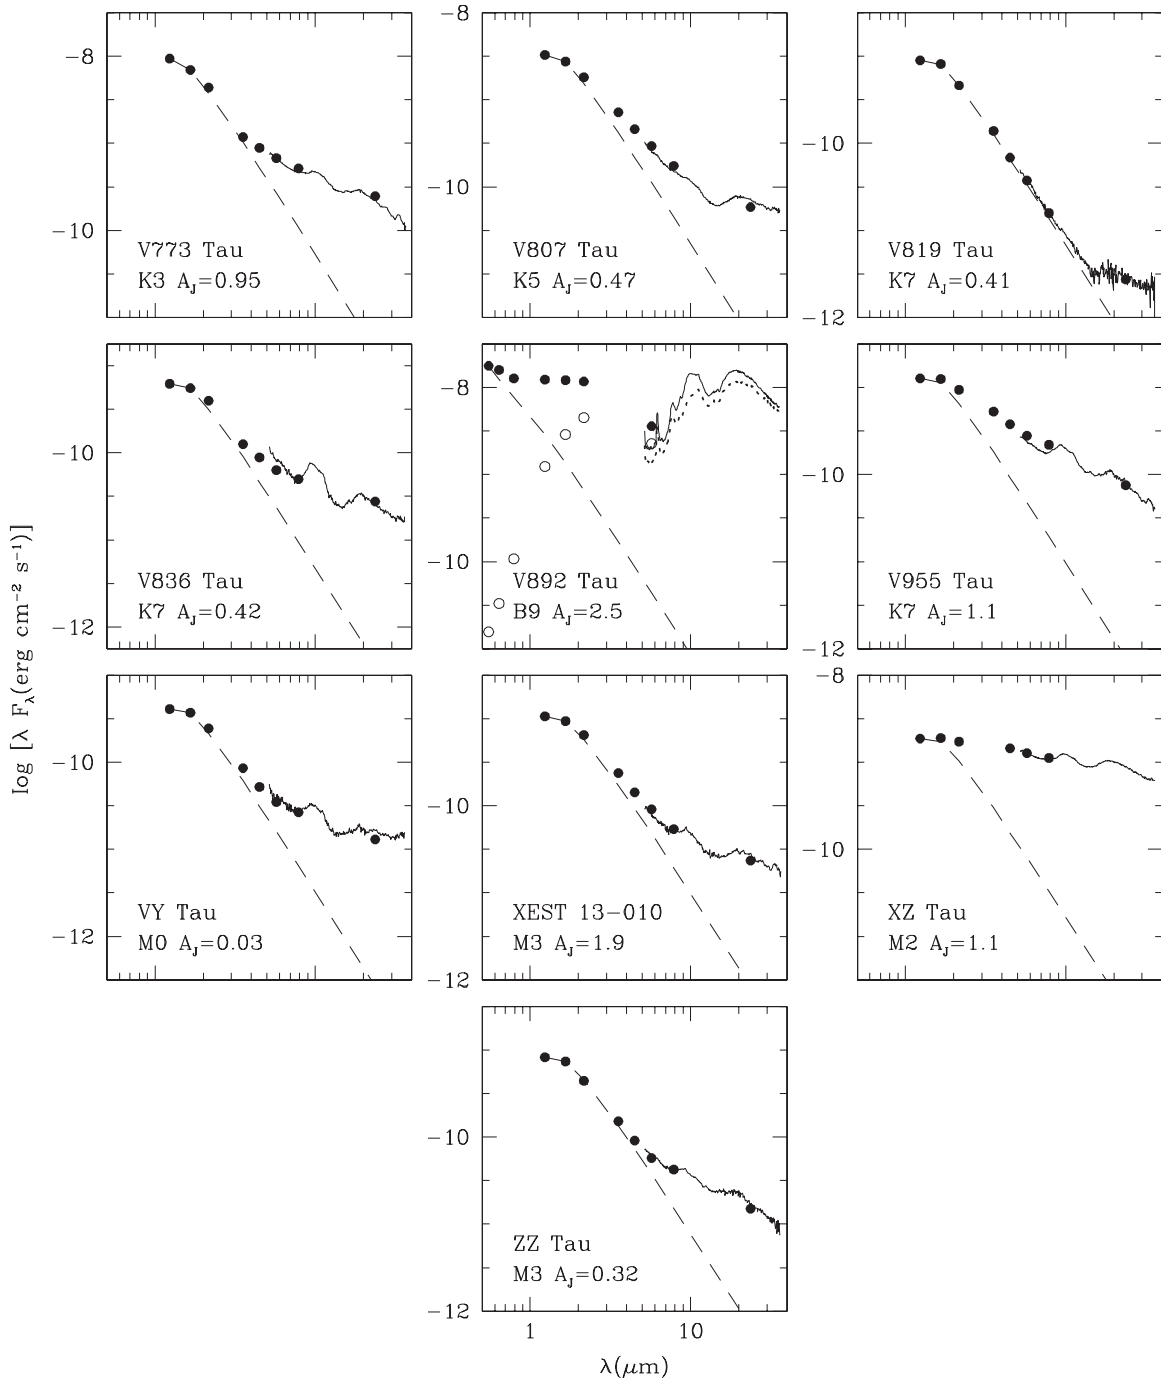 −8
−10
V773 Tau
K3 A_J=0.95
−8
−10
V807 Tau
K5 A_J=0.47
−10
−12
V819 Tau
K7 A_J=0.41
−10
−12
V836 Tau
K7 A_J=0.42
−8
−10
V892 Tau
B9 A_J=2.5
−10
−12
V955 Tau
K7 A_J=1.1
log [λ F_λ(erg cm⁻² s⁻¹)]
−10
−12
VY Tau
M0 A_J=0.03
−10
−12
XEST 13−010
M3 A_J=1.9
−8
−10
XZ Tau
M2 A_J=1.1
−10
−12
ZZ Tau
M3 A_J=0.32
1 10
λ(μm)